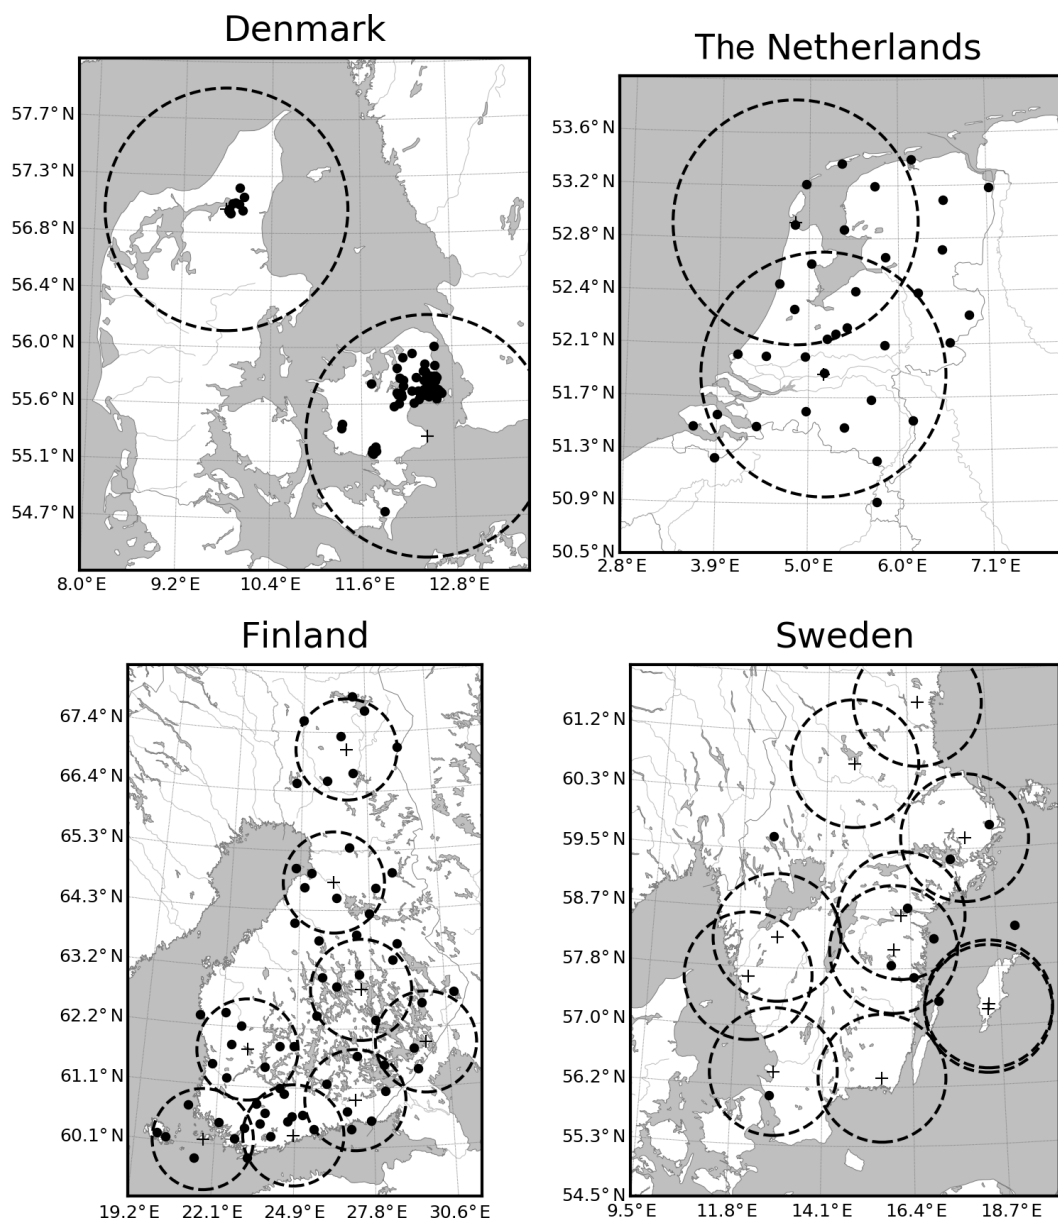 Denmark
57.7° N
57.3° N
56.8° N
56.4° N
56.0° N
55.6° N
55.1° N
54.7° N
8.0° E 9.2° E 10.4° E 11.6° E 12.8° E
The Netherlands
53.6° N
53.2° N
52.8° N
52.4° N
52.1° N
51.7° N
51.3° N
50.9° N
50.5° N
2.8° E 3.9° E 5.0° E 6.0° E 7.1° E
Finland
67.4° N
66.4° N
65.3° N
64.3° N
63.2° N
62.2° N
61.1° N
60.1° N
19.2° E 22.1° E 24.9° E 27.8° E 30.6° E
Sweden
61.2° N
60.3° N
59.5° N
58.7° N
57.8° N
57.0° N
56.2° N
55.3° N
54.5° N
9.5° E 11.8° E 14.1° E 16.4° E 18.7° E